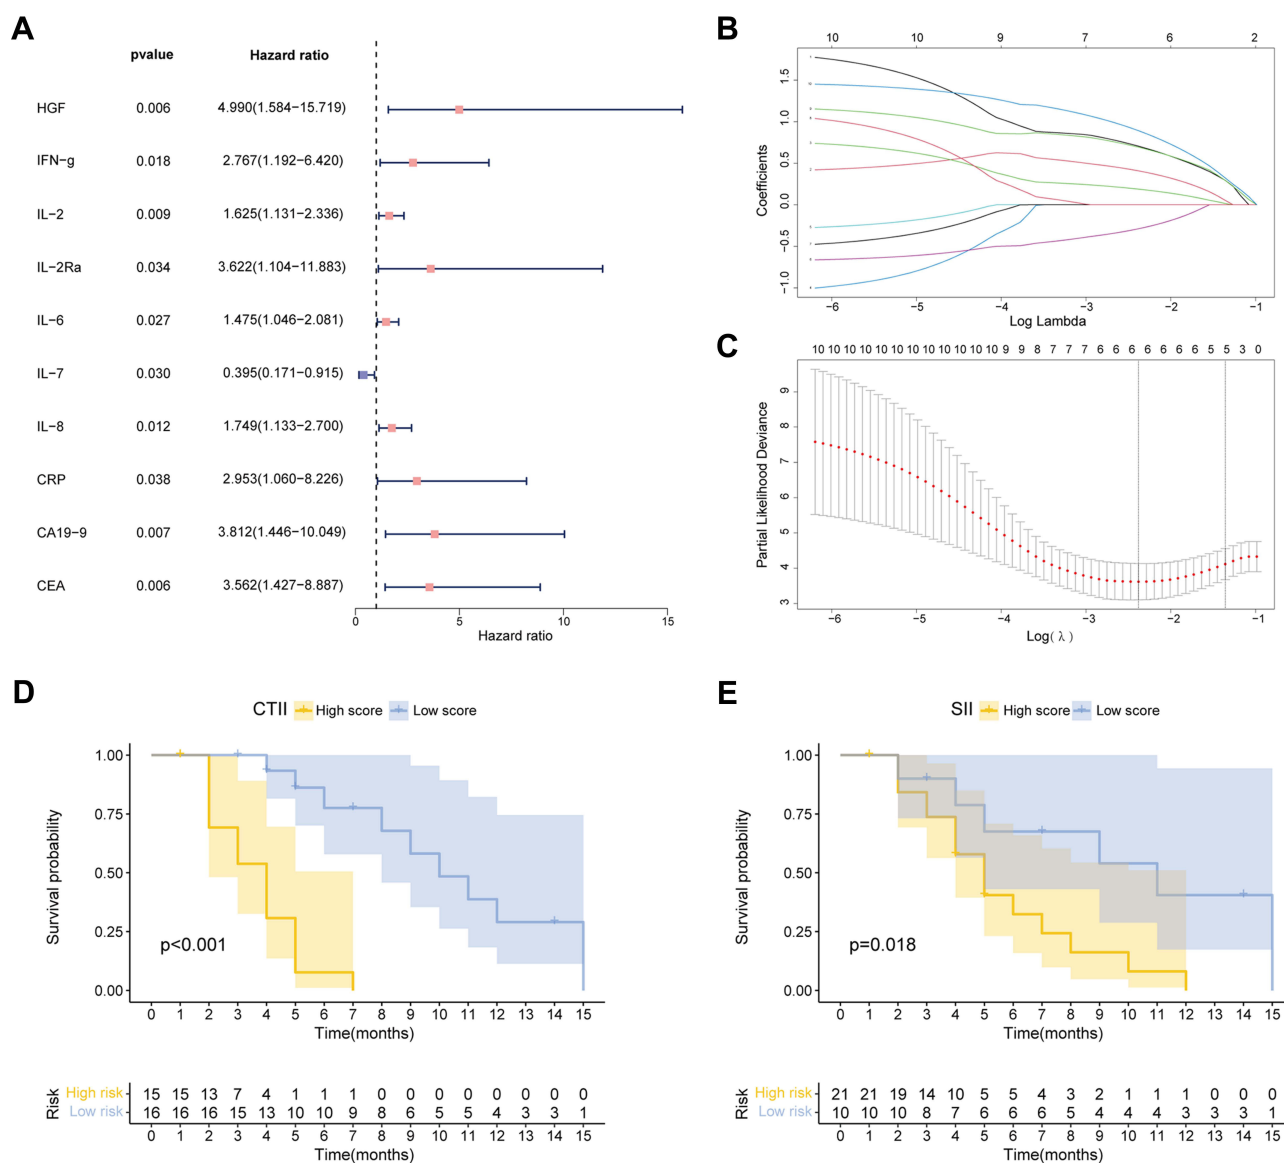 A
pvalue Hazard ratio
HGF 0.006 4.990(1.584−15.719)
IFN−g 0.018 2.767(1.192−6.420)
IL−2 0.009 1.625(1.131−2.336)
IL−2Ra 0.034 3.622(1.104−11.883)
IL−6 0.027 1.475(1.046−2.081)
IL−7 0.030 0.395(0.171−0.915)
IL−8 0.012 1.749(1.133−2.700)
CRP 0.038 2.953(1.060−8.226)
CA19−9 0.007 3.812(1.446−10.049)
CEA 0.006 3.562(1.427−8.887)
0 5 10 15
Hazard ratio
B
10 10 9 7 6 2
Coefficients
1.5
1.0
0.5
0.0
−0.5
−1.0
−6 −5 −4 −3 −2 −1
Log Lambda
C
10 10 10 10 10 10 10 10 10 10 10 10 9 9 8 7 7 7 6 6 6 6 6 6 6 5 5 3 0
Partial Likelihood Deviance
9
8
7
6
5
4
3
−6 −5 −4 −3 −2 −1
Log(λ)
D
CTII High score Low score
Survival probability
1.00
0.75
0.50
0.25
0.00
p<0.001
0 1 2 3 4 5 6 7 8 9 10 11 12 13 14 15
Time(months)
Risk
High risk 15 15 13 7 4 1 1 1 0 0 0 0 0 0 0 0
Low risk 16 16 16 15 13 10 10 9 8 6 5 5 4 3 3 1
0 1 2 3 4 5 6 7 8 9 10 11 12 13 14 15
Time(months)
E
SII High score Low score
Survival probability
1.00
0.75
0.50
0.25
0.00
p=0.018
0 1 2 3 4 5 6 7 8 9 10 11 12 13 14 15
Time(months)
Risk
High risk 21 21 19 14 10 5 5 4 3 2 1 1 1 0 0 0
Low risk 10 10 10 8 7 6 6 6 5 4 4 4 3 3 3 1
0 1 2 3 4 5 6 7 8 9 10 11 12 13 14 15
Time(months)